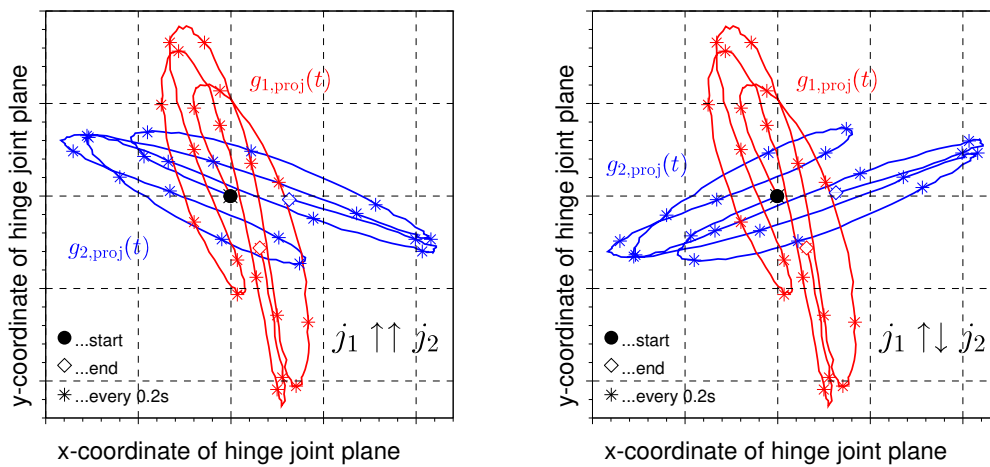 y-coordinate of hinge joint plane
g1,proj(t)
g2,proj(t)
j1 ↑↑ j2
...start
...end
...every 0.2s
x-coordinate of hinge joint plane
y-coordinate of hinge joint plane
g1,proj(t)
g2,proj(t)
j1 ↑↓ j2
...start
...end
...every 0.2s
x-coordinate of hinge joint plane